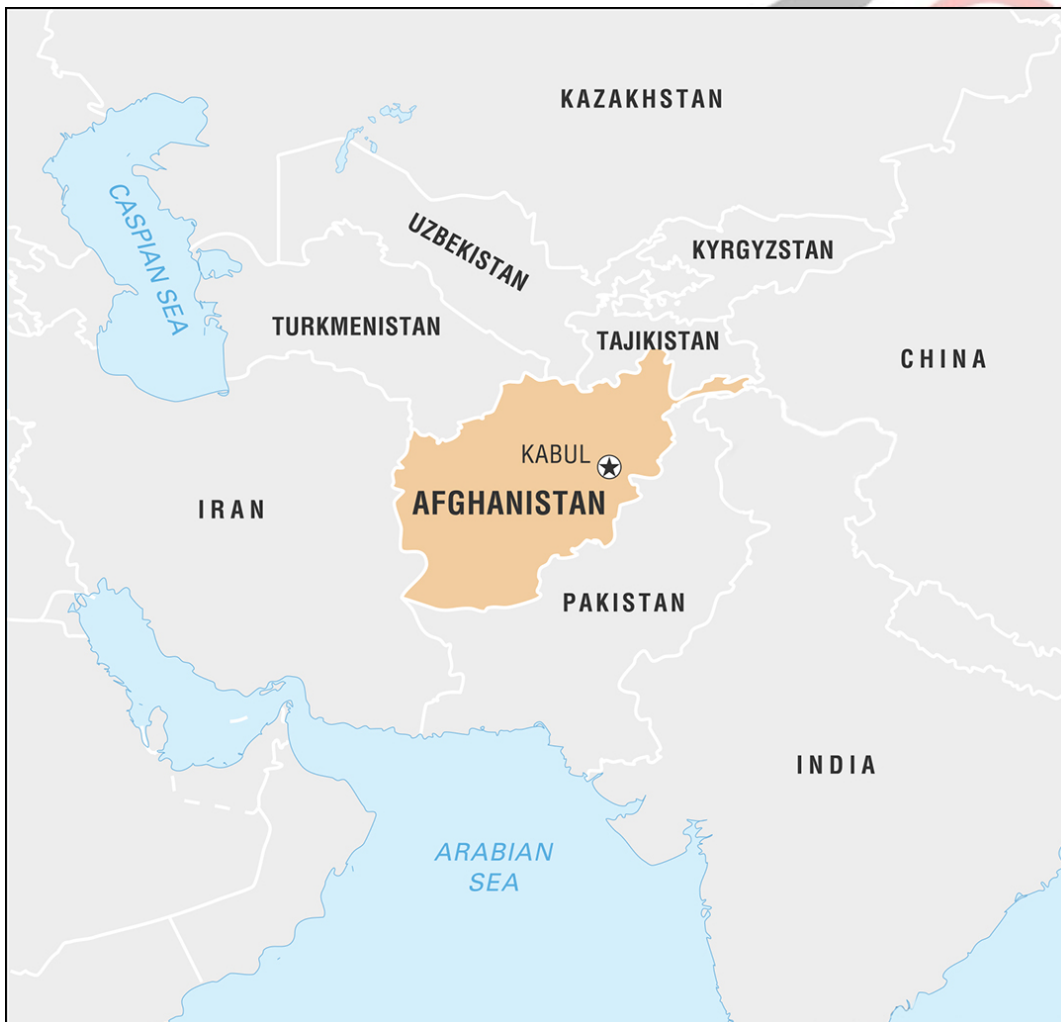 KAZAKHSTAN
CASPIAN SEA
UZBEKISTAN
KYRGYZSTAN
TURKMENISTAN
TAJIKISTAN
CHINA
KABUL
AFGHANISTAN
IRAN
PAKISTAN
INDIA
ARABIAN
SEA